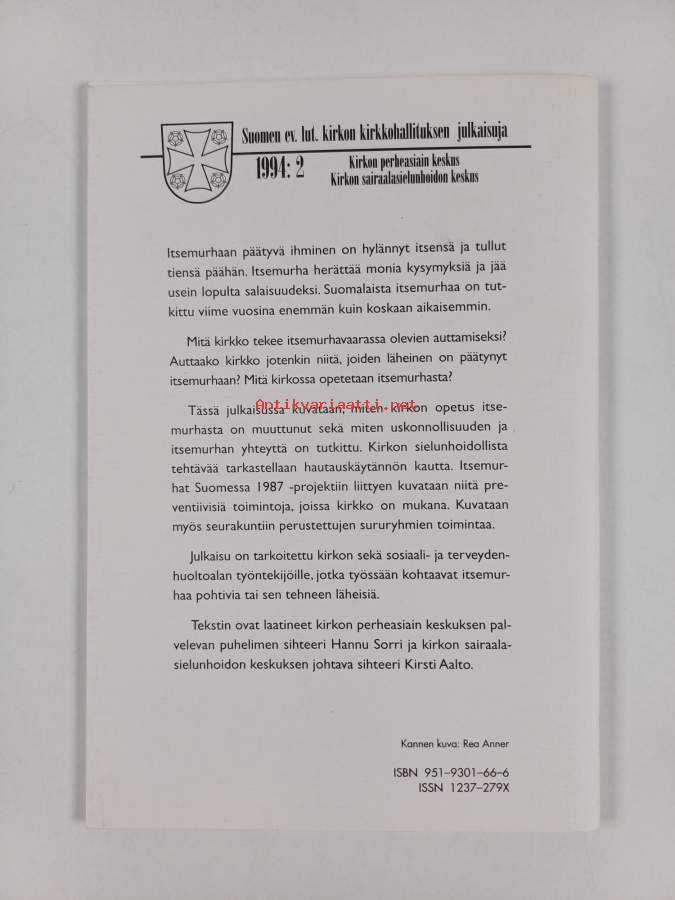 Suomen ev. lut. kirkon kirkkohallituksen julkaisuja
1994: 2
Kirkon perheasiain keskus
Kirkon sairaalasielunhoidon keskus
Itsemurhaan päätyvä ihminen on hylännyt itsensä ja tullut
tiensä päähän. Itsemurha herättää monia kysymyksiä ja jää
usein lopulta salaisuudeksi. Suomalaista itsemurhaa on tut-
kittu viime vuosina enemmän kuin koskaan aikaisemmin.
Mitä kirkko tekee itsemurhavaarassa olevien auttamiseksi?
Auttaako kirkko jotenkin niitä, joiden läheinen on päätynyt
itsemurhaan? Mitä kirkossa opetetaan itsemurhasta?
Antikvariaatti.net
Tässä julkaisussa kuvataan, miten kirkon opetus itse-
murhasta on muuttunut sekä miten uskonnollisuuden ja
itsemurhan yhteyttä on tutkittu. Kirkon sielunhoidollista
tehtävää tarkastellaan hautauskäytännön kautta. Itsemur-
hat Suomessa 1987 -projektiin liittyen kuvataan niitä pre-
ventiivisiä toimintoja, joissa kirkko on mukana. Kuvataan
myös seurakuntiin perustettujen sururyhmien toimintaa.
Julkaisu on tarkoitettu kirkon sekä sosiaali- ja terveyden-
huoltoalan työntekijöille, jotka työssään kohtaavat itsemur-
haa pohtivia tai sen tehneen läheisiä.
Tekstin ovat laatineet kirkon perheasiain keskuksen pal-
velevan puhelimen sihteeri Hannu Sorri ja kirkon sairaala-
sielunhoidon keskuksen johtava sihteeri Kirsti Aalto.
Kannen kuva: Rea Anner
ISBN 951–9301–66–6
ISSN 1237–279X